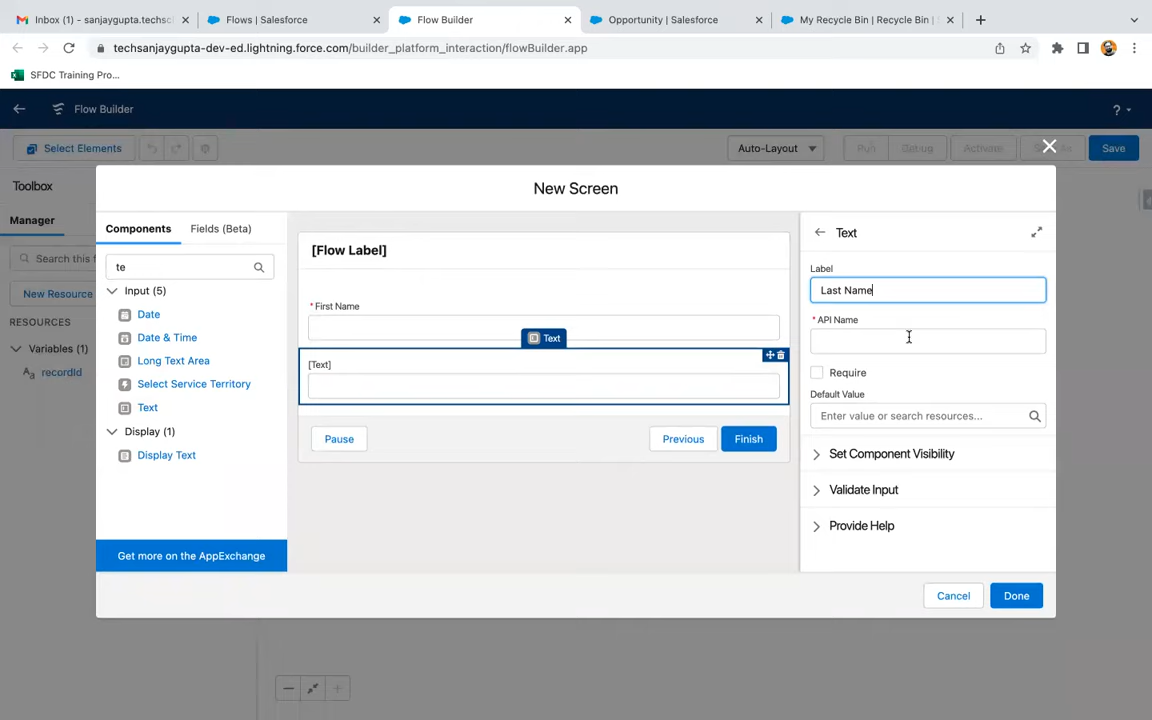 Inbox (1) - sanjaygupta.techsc
Flows | Salesforce
Flow Builder
Opportunity | Salesforce
My Recycle Bin | Recycle Bin |
techsanjaygupta-dev-ed.lightning.force.com/builder_platform_interaction/flowBuilder.app
SFDC Training Pro...
Flow Builder
?
Select Elements
Auto-Layout
Run
Debug
Activate
Save
Toolbox
Manager
Search this f
New Resource
RESOURCES
Variables (1)
recordId
New Screen
Components
Fields (Beta)
te
Input (5)
Date
Date & Time
Long Text Area
Select Service Territory
Text
Display (1)
Display Text
Get more on the AppExchange
[Flow Label]
* First Name
Text
[Text]
Pause
Previous
Finish
Text
Label
Last Name
* API Name
Require
Default Value
Enter value or search resources...
Set Component Visibility
Validate Input
Provide Help
Cancel
Done